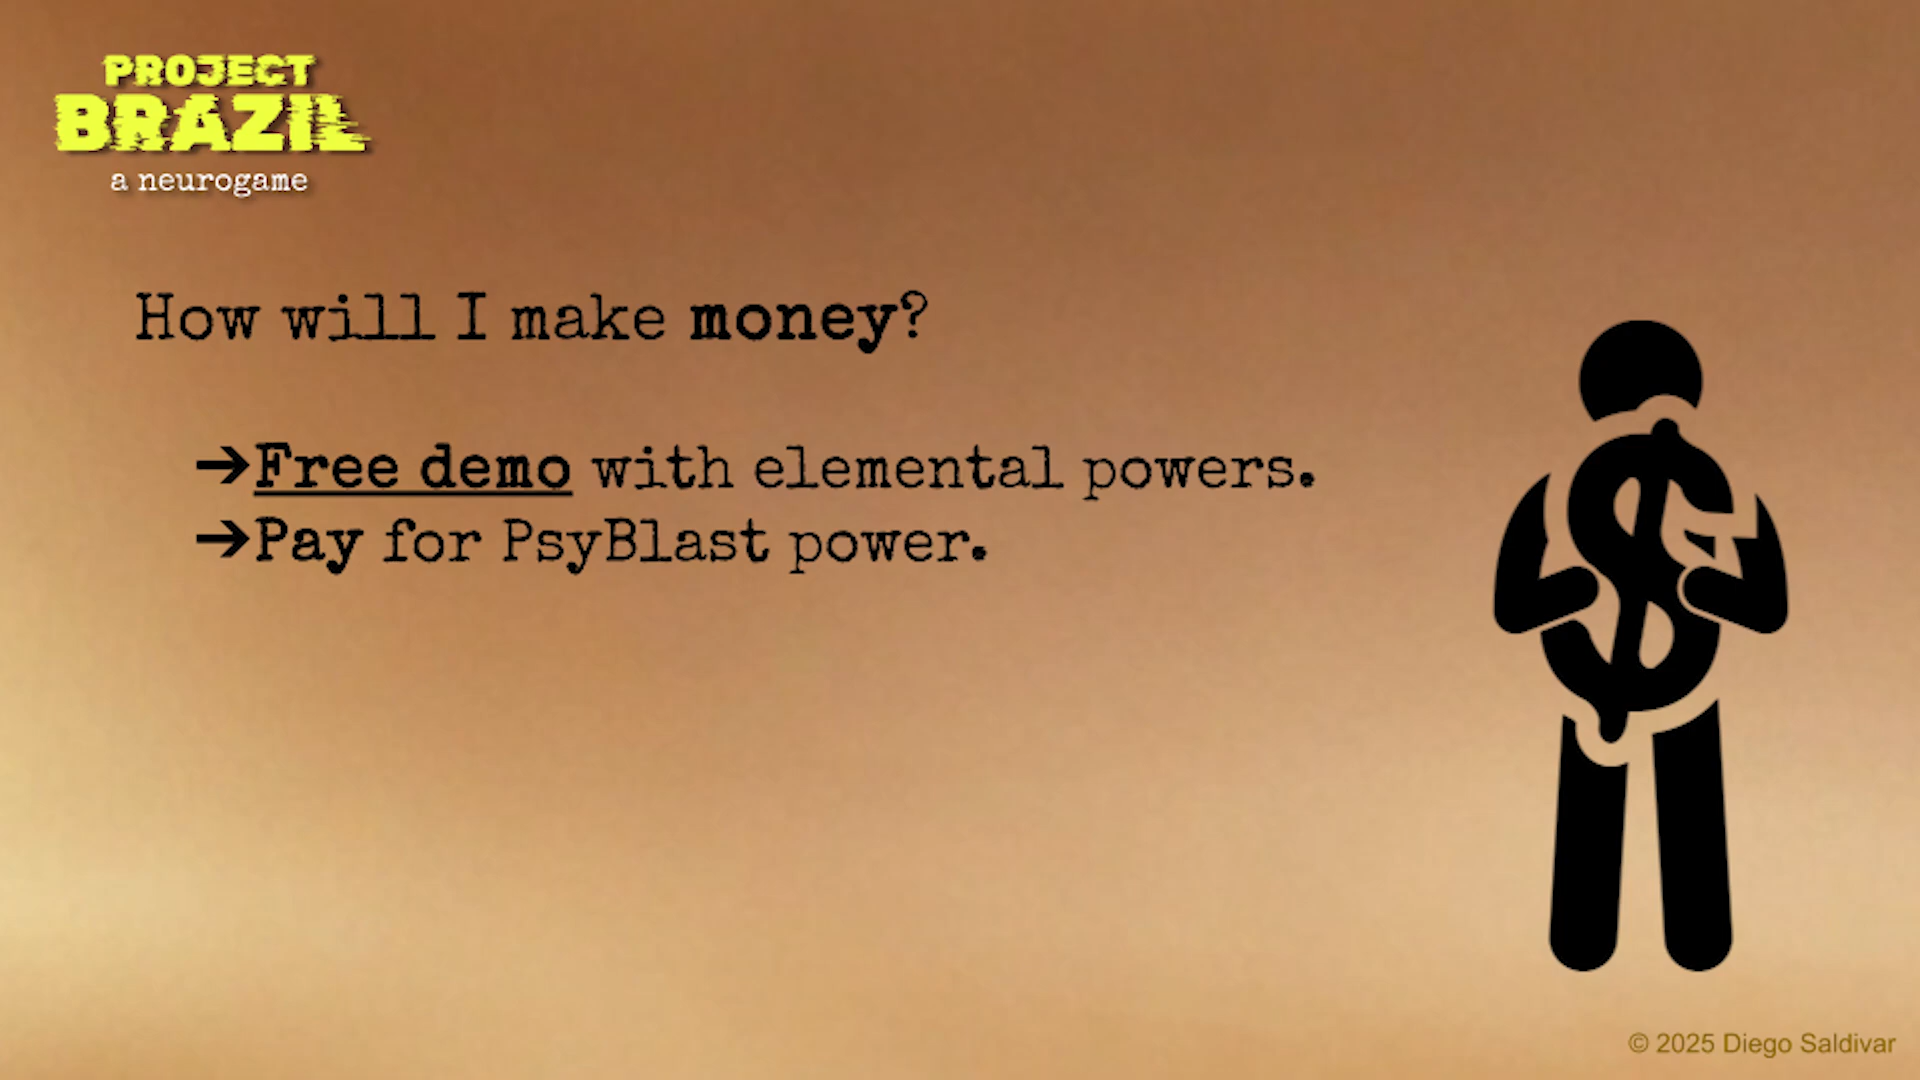 PROJECT
BRAZIL
a neurogame
How will I make money?
➔Free demo with elemental powers.
➔Pay for PsyBlast power.
© 2025 Diego Saldivar